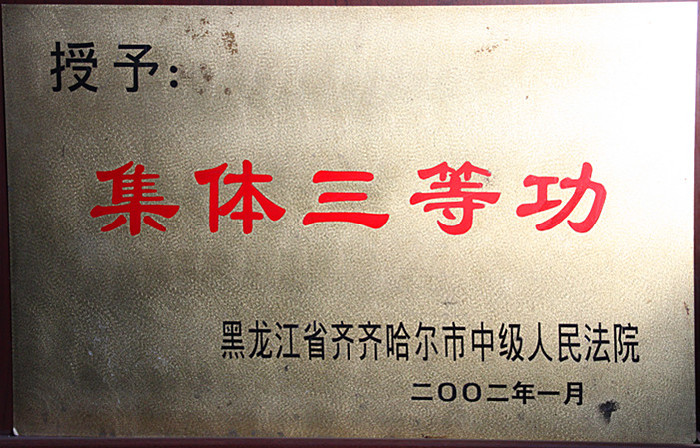 授予:
集体三等功
黑龙江省齐齐哈尔市中级人民法院
二〇〇二年一月